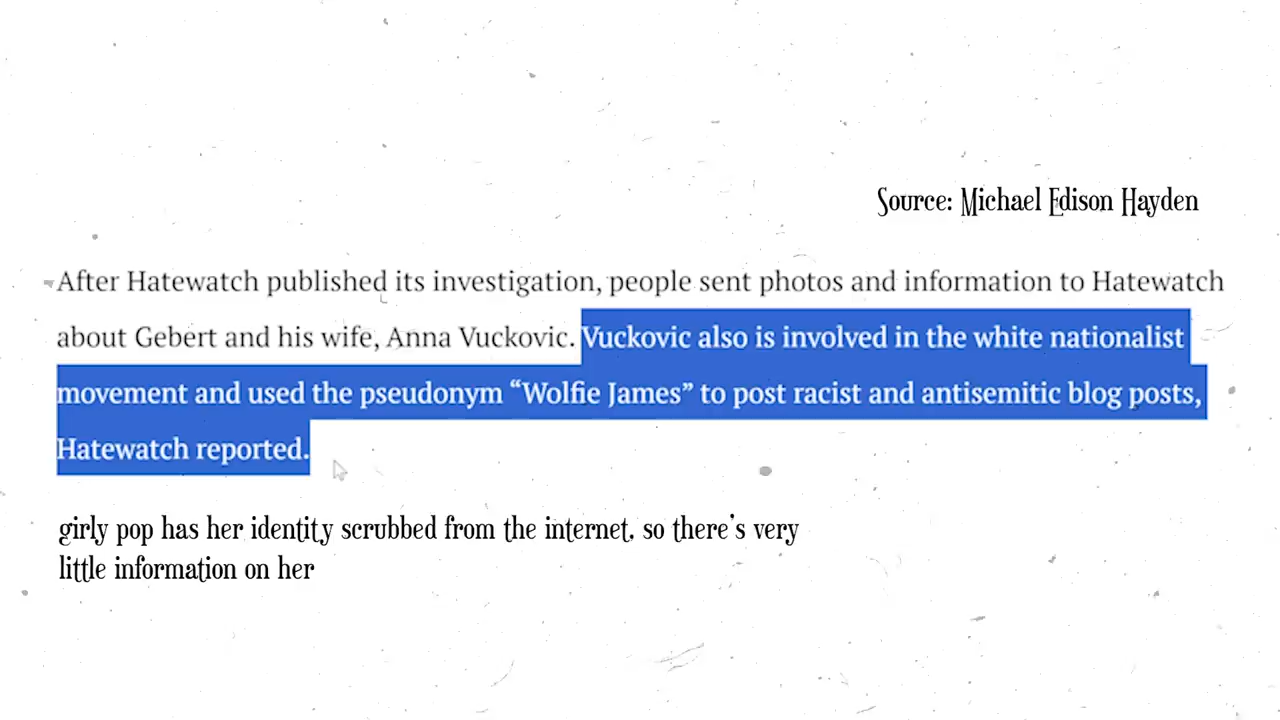 Source: Michael Edison Hayden
After Hatewatch published its investigation, people sent photos and information to Hatewatch
about Gebert and his wife, Anna Vuckovic. Vuckovic also is involved in the white nationalist
movement and used the pseudonym “Wolfie James” to post racist and antisemitic blog posts,
Hatewatch reported.
girly pop has her identity scrubbed from the internet. so there's very
little information on her